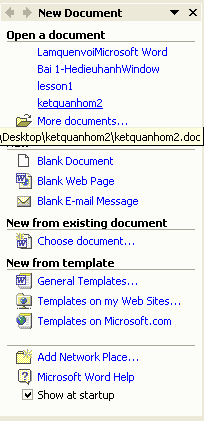 New Document
Open a document
LamquenvoiMicrosoft Word
Bai 1-HedieuhanhWindow
lesson1
ketquanhom2
More documents...
\Desktop\ketquanhom2\ketquanhom2.doc
Blank Document
Blank Web Page
Blank E-mail Message
New from existing document
Choose document...
New from template
General Templates...
Templates on my Web Sites...
Templates on Microsoft.com
Add Network Place...
Microsoft Word Help
Show at startup